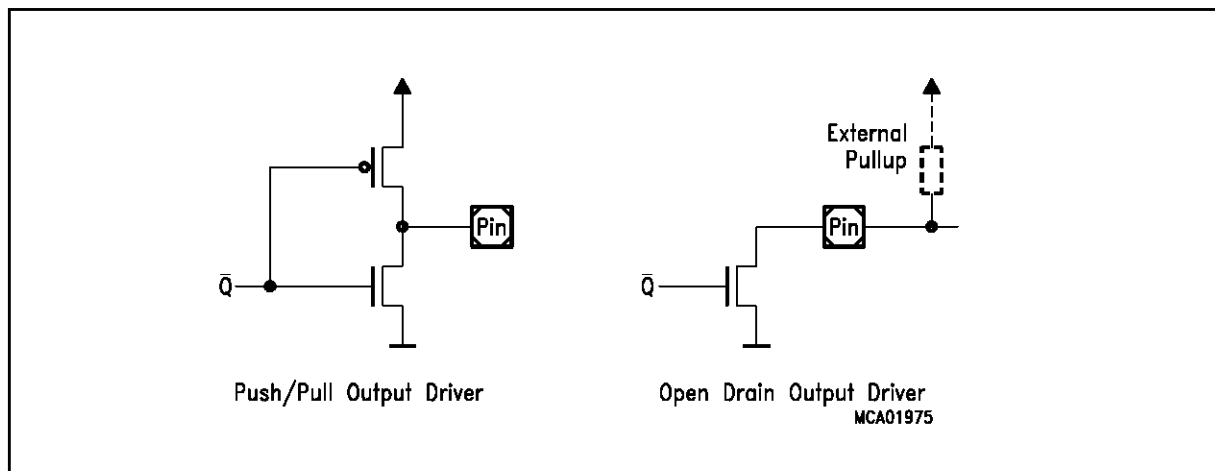 External
Pullup
Pin
Pin
Q̅
Q̅
Push/Pull Output Driver
Open Drain Output Driver
MCA01975